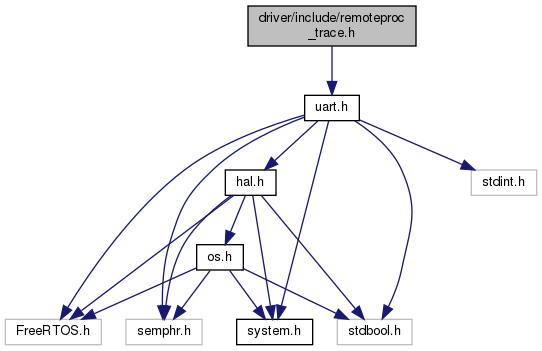 driver/include/remoteproc
_trace.h
uart.h
hal.h
stdint.h
os.h
FreeRTOS.h
semphr.h
system.h
stdbool.h